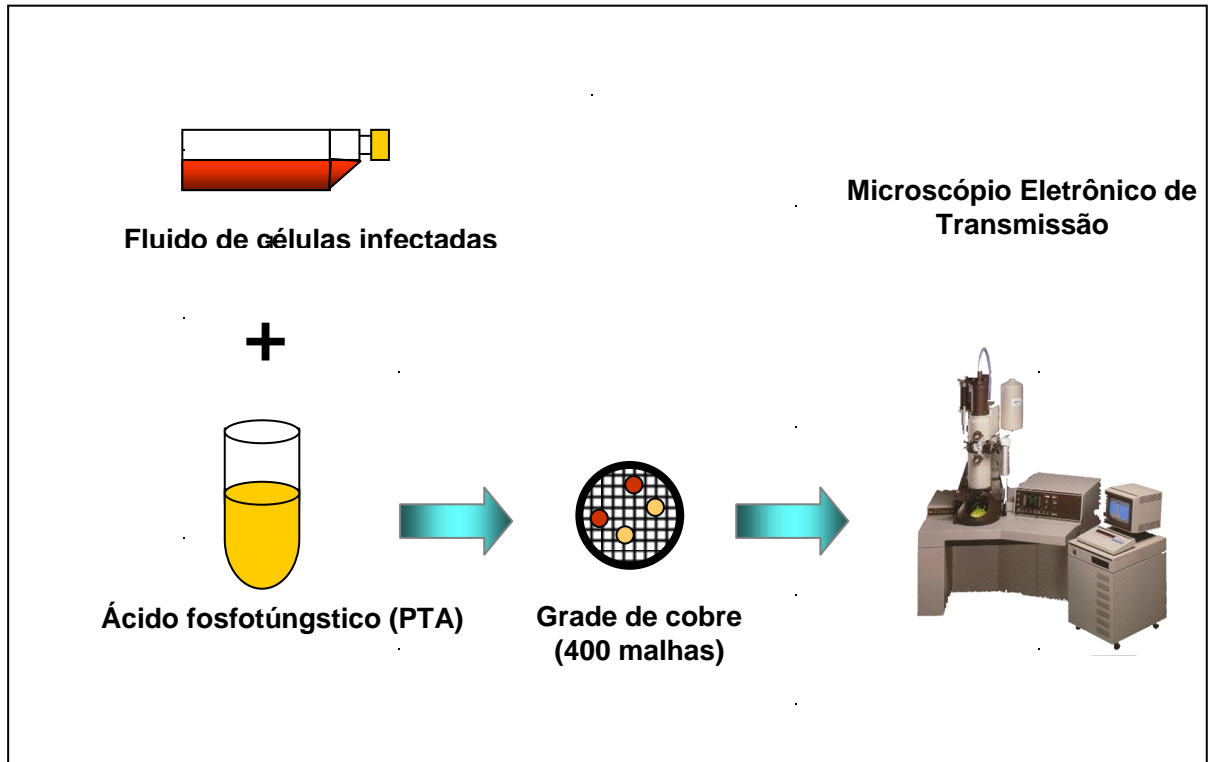 Fluido de células infectadas
Microscópio Eletrônico de
Transmissão
+
Ácido fosfotúngstico (PTA)
Grade de cobre
(400 malhas)